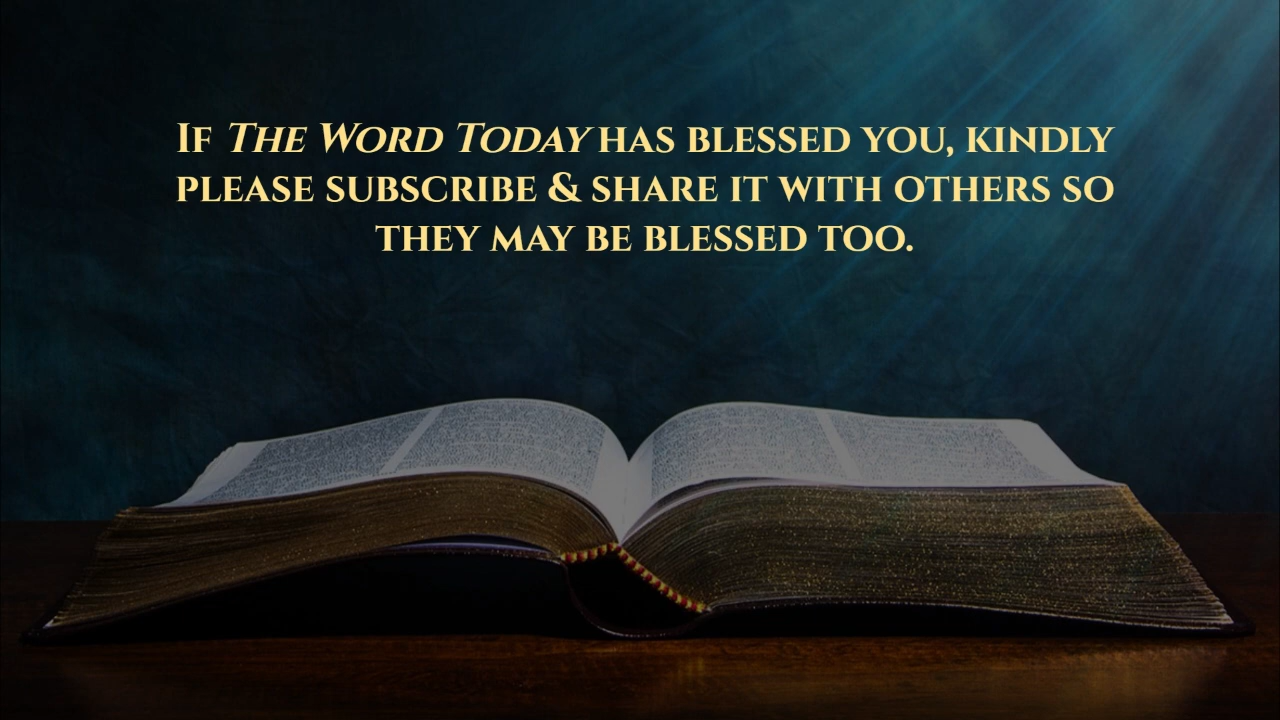 If The Word Today has blessed you, kindly
please subscribe & share it with others so
they may be blessed too.